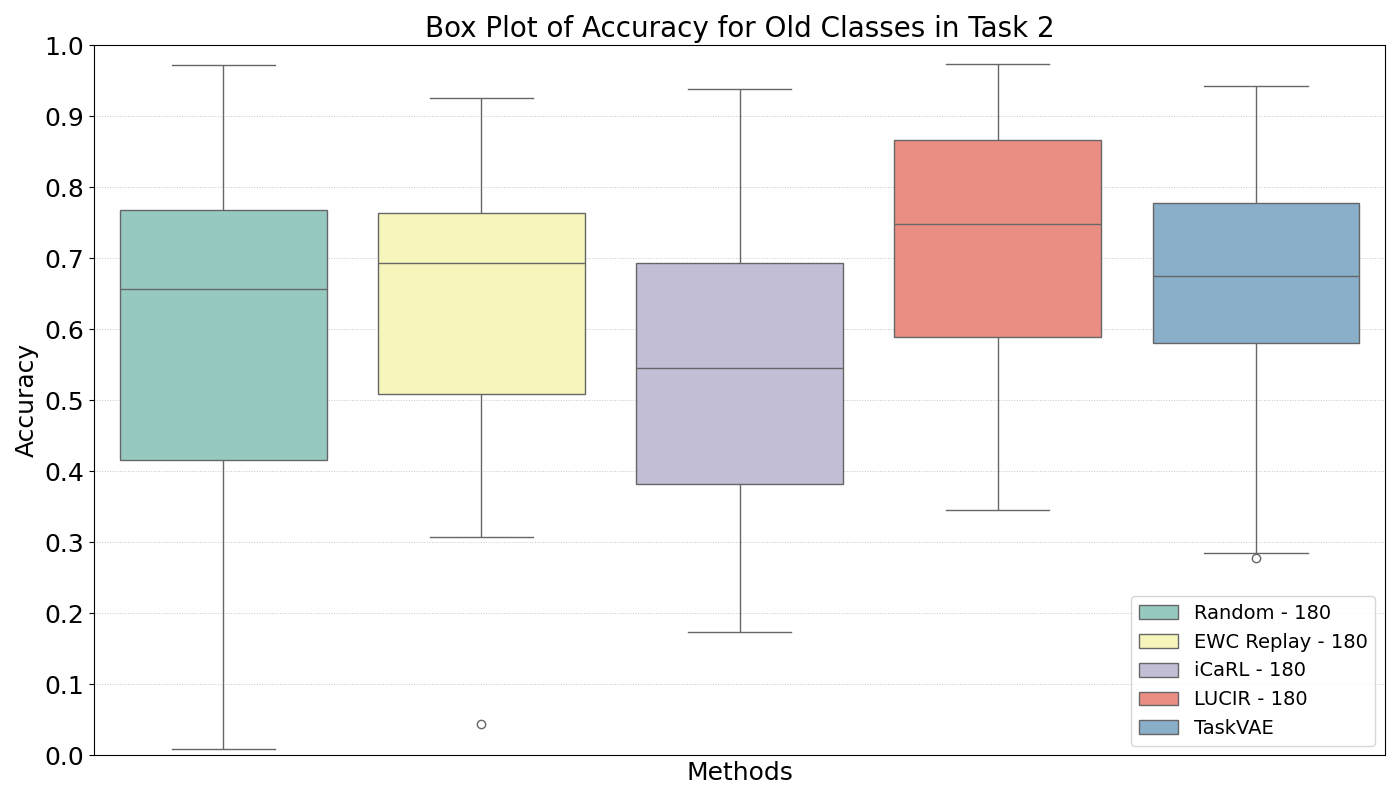 Box Plot of Accuracy for Old Classes in Task 2
1.0
0.9
0.8
0.7
0.6
0.5
0.4
0.3
0.2
0.1
0.0
Accuracy
Methods
Random - 180
EWC Replay - 180
iCaRL - 180
LUCIR - 180
TaskVAE